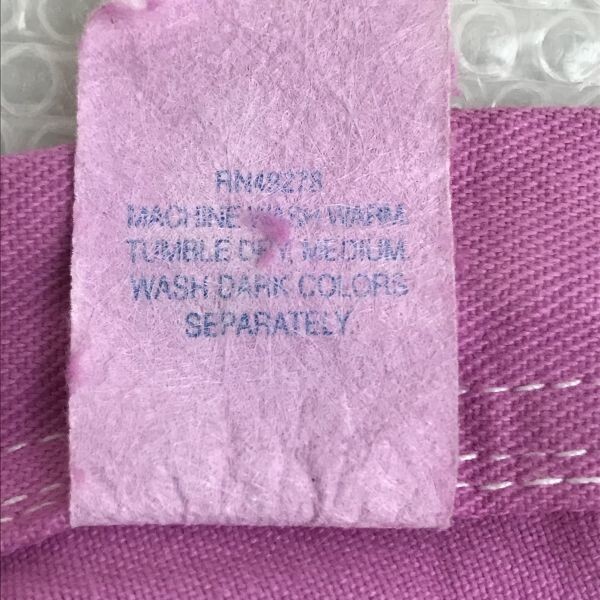 RN49278
MACHINE WASH WARM.
TUMBLE DRY, MEDIUM.
WASH DARK COLORS
SEPARATELY.